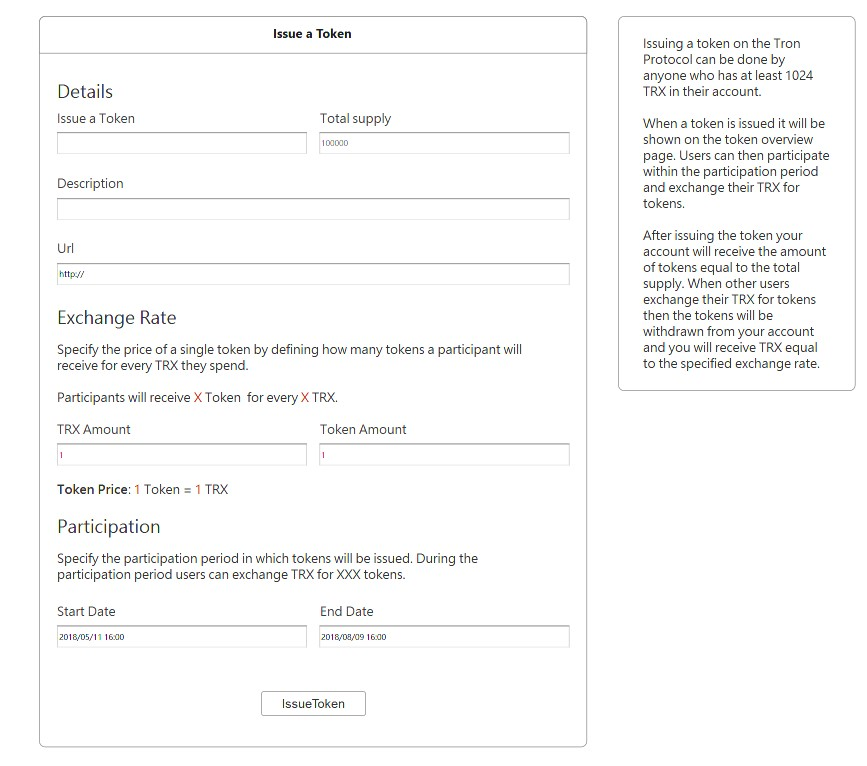 Issue a Token
Details
Issue a Token
Total supply
100000
Description
Url
http://
Exchange Rate
Specify the price of a single token by defining how many tokens a participant will
receive for every TRX they spend.
Participants will receive X Token for every X TRX.
TRX Amount
Token Amount
1
1
Token Price: 1 Token = 1 TRX
Participation
Specify the participation period in which tokens will be issued. During the
participation period users can exchange TRX for XXX tokens.
Start Date
End Date
2018/05/11 16:00
2018/08/09 16:00
IssueToken
Issuing a token on the Tron
Protocol can be done by
anyone who has at least 1024
TRX in their account.
When a token is issued it will be
shown on the token overview
page. Users can then participate
within the participation period
and exchange their TRX for
tokens.
After issuing the token your
account will receive the amount
of tokens equal to the total
supply. When other users
exchange their TRX for tokens
then the tokens will be
withdrawn from your account
and you will receive TRX equal
to the specified exchange rate.